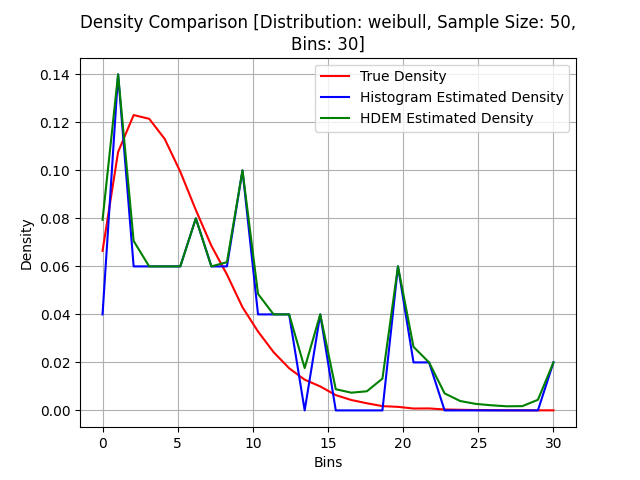 Density Comparison [Distribution: weibull, Sample Size: 50,
Bins: 30]
True Density
Histogram Estimated Density
HDEM Estimated Density
Density
0.14
0.12
0.10
0.08
0.06
0.04
0.02
0.00
0 5 10 15 20 25 30
Bins